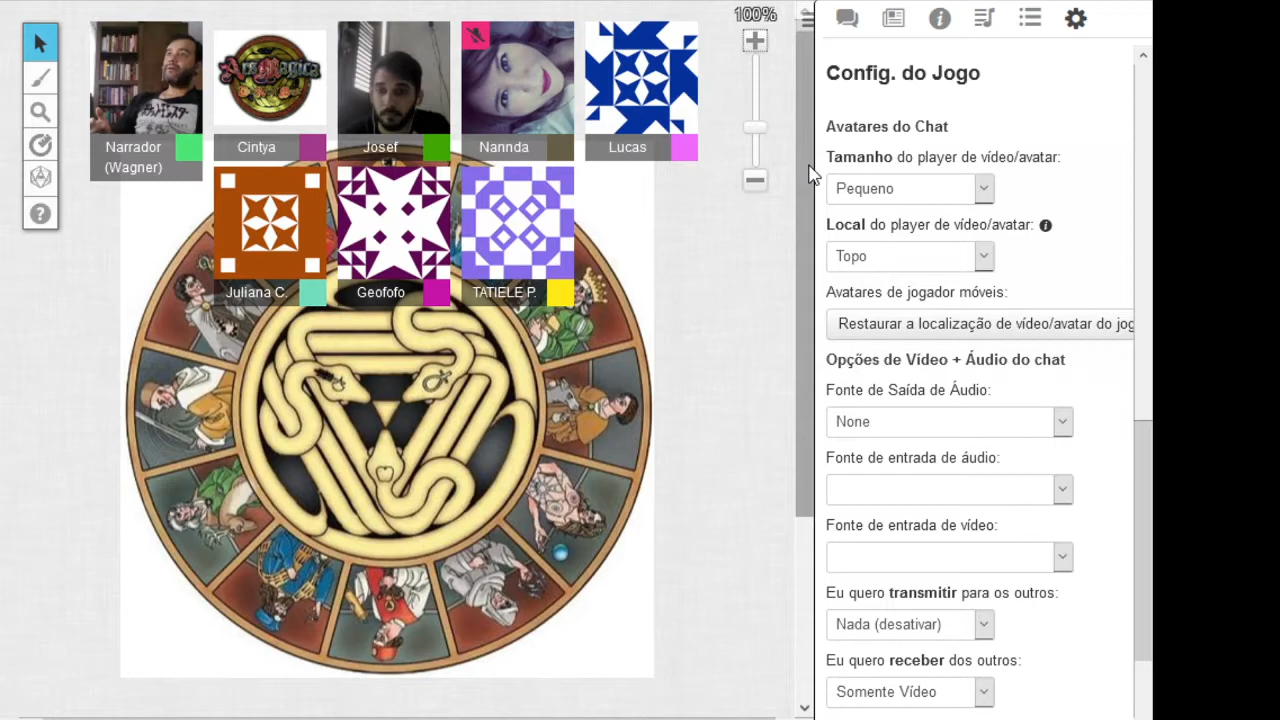 100%
Narrador
(Wagner)
Ars Magica
Cintya
Josef
Nannda
Lucas
Juliana C.
Geofofo
TATIELE P.
Config. do Jogo
Avatares do Chat
Tamanho do player de vídeo/avatar:
Pequeno
Local do player de vídeo/avatar:
Topo
Avatares de jogador móveis:
Restaurar a localização de vídeo/avatar do jog
Opções de Vídeo + Áudio do chat
Fonte de Saída de Áudio:
None
Fonte de entrada de áudio:
Fonte de entrada de vídeo:
Eu quero transmitir para os outros:
Nada (desativar)
Eu quero receber dos outros:
Somente Vídeo